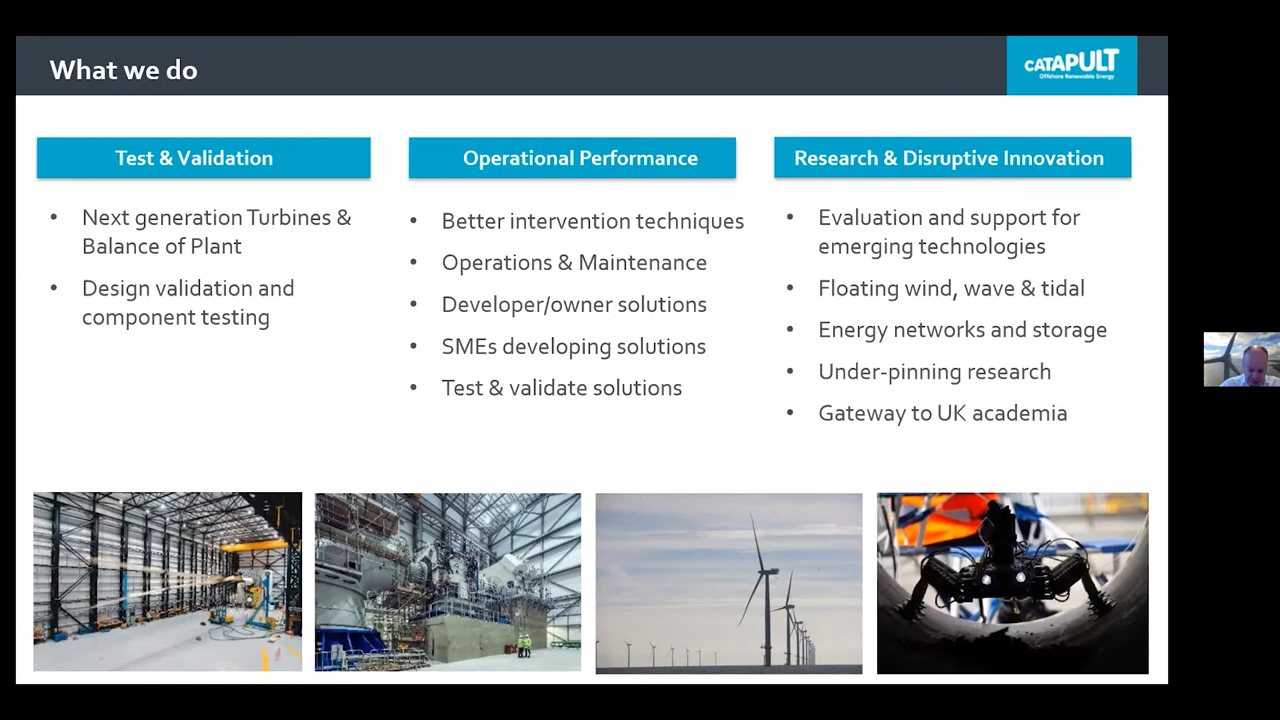 What we do
CATAPULT
Offshore Renewable Energy
Test & Validation
• Next generation Turbines &
Balance of Plant
• Design validation and
component testing
Operational Performance
• Better intervention techniques
• Operations & Maintenance
• Developer/owner solutions
• SMEs developing solutions
• Test & validate solutions
Research & Disruptive Innovation
• Evaluation and support for
emerging technologies
• Floating wind, wave & tidal
• Energy networks and storage
• Under-pinning research
• Gateway to UK academia